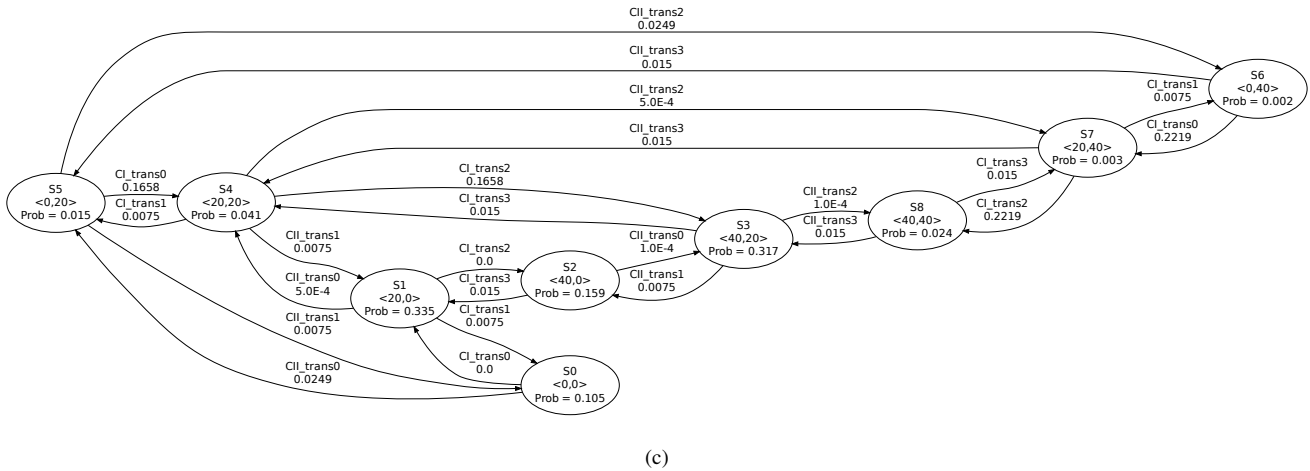 CII_trans2
0.0249
CII_trans3
0.015
S6
<0,40>
Prob = 0.002
CI_trans1
0.0075
CI_trans0
0.2219
CII_trans2
5.0E-4
CII_trans3
0.015
S7
<20,40>
Prob = 0.003
CI_trans3
0.015
CI_trans2
0.2219
S5
<0,20>
Prob = 0.015
CI_trans0
0.1658
CI_trans1
0.0075
S4
<20,20>
Prob = 0.041
CI_trans2
0.1658
CI_trans3
0.015
CII_trans2
1.0E-4
CII_trans3
0.015
S8
<40,40>
Prob = 0.024
S3
<40,20>
Prob = 0.317
CII_trans1
0.0075
CII_trans0
5.0E-4
CI_trans2
0.0
CI_trans3
0.015
CII_trans0
1.0E-4
CII_trans1
0.0075
S2
<40,0>
Prob = 0.159
S1
<20,0>
Prob = 0.335
CI_trans1
0.0075
CII_trans1
0.0075
CI_trans0
0.0
CII_trans0
0.0249
S0
<0,0>
Prob = 0.105
(c)